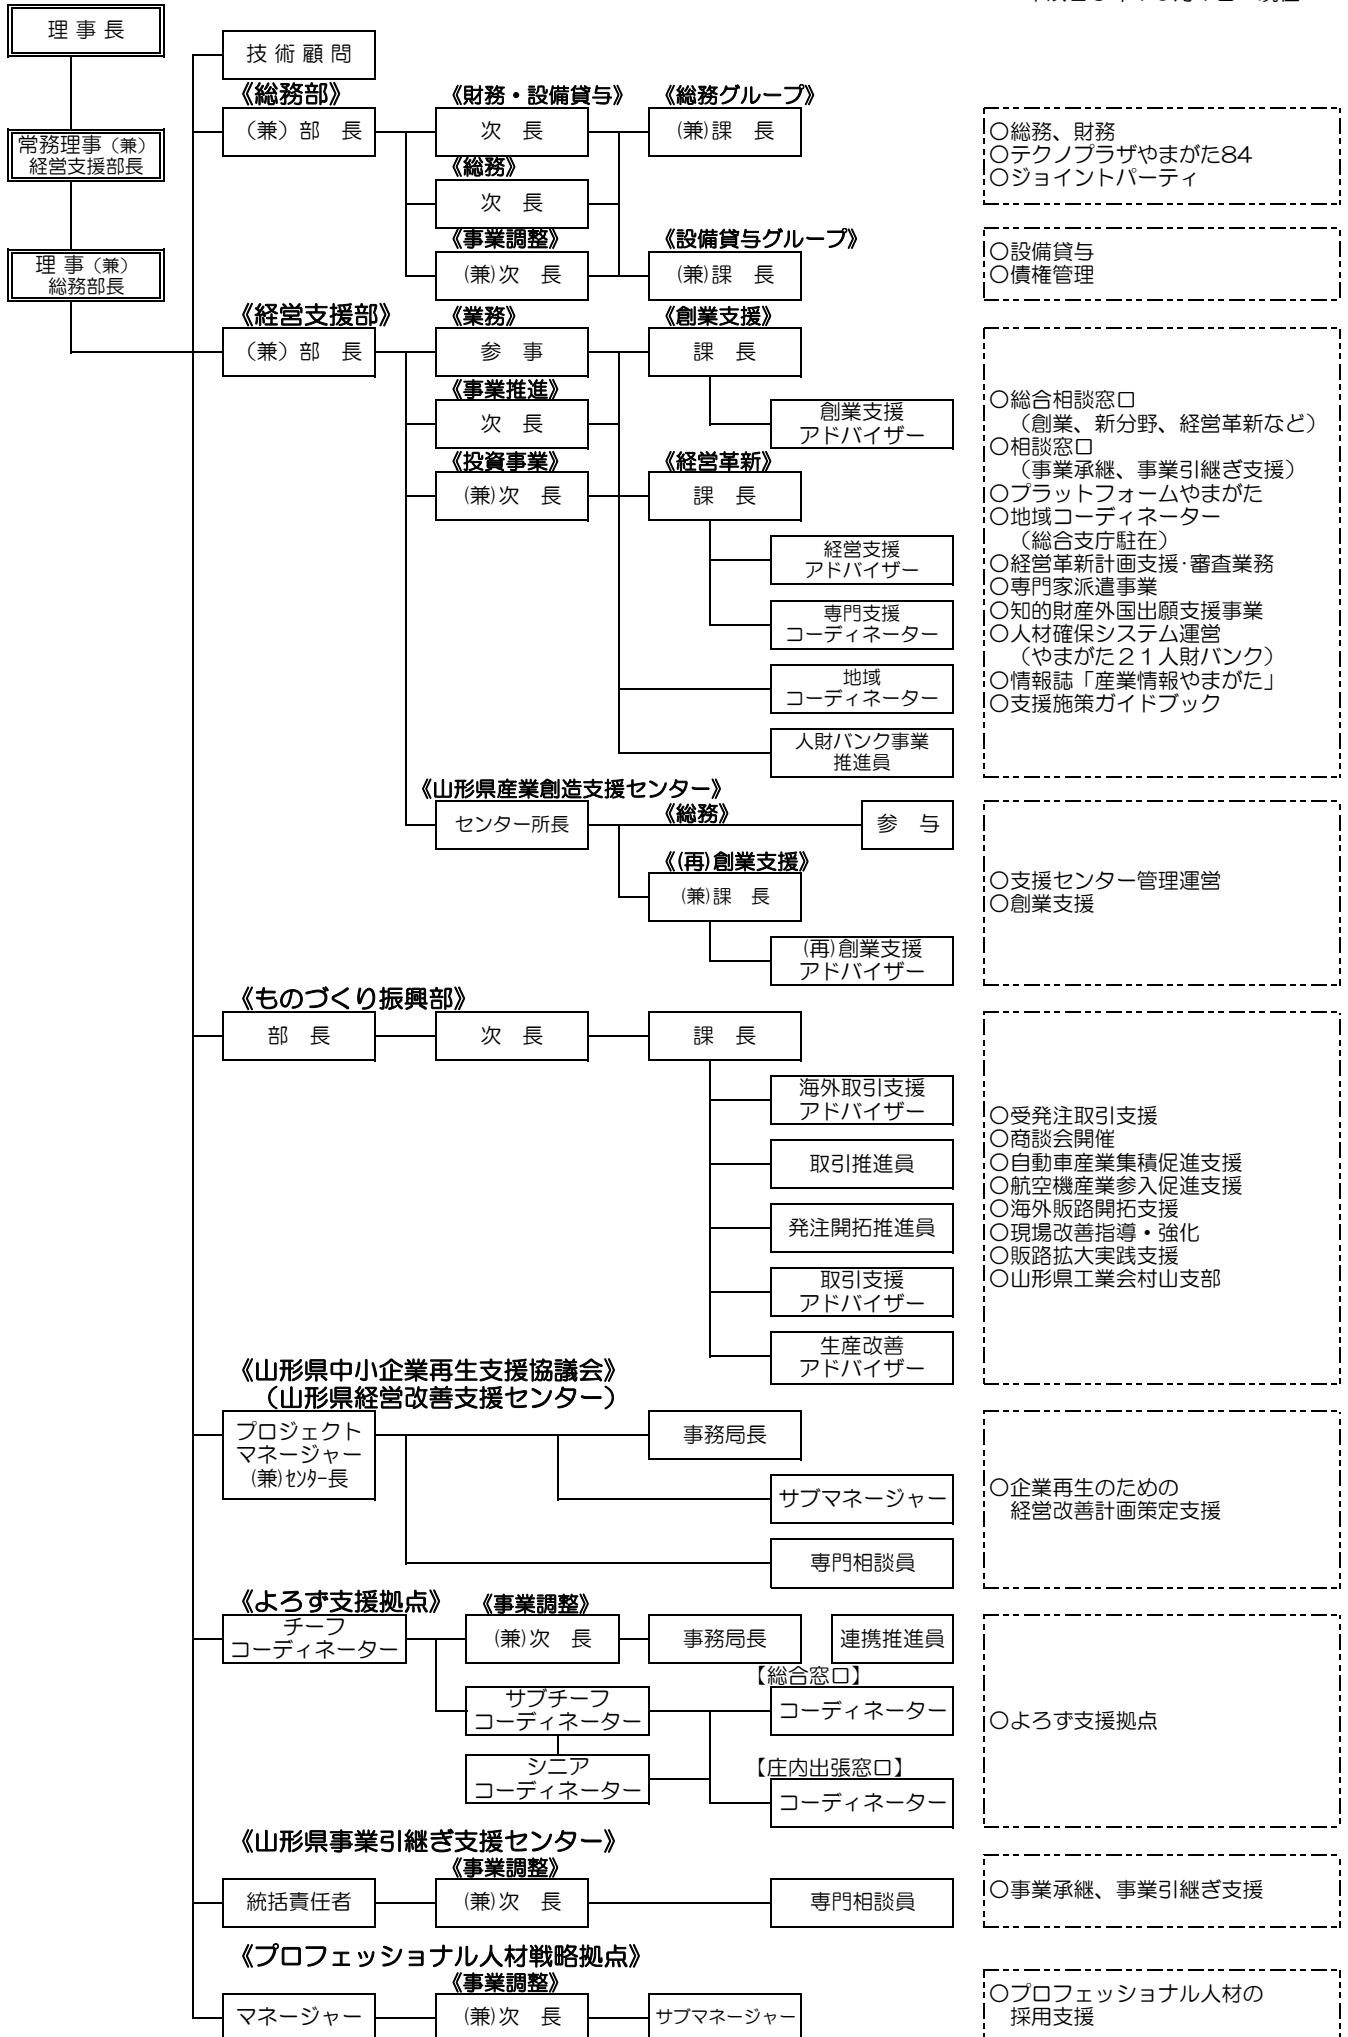 理 事 長
技 術 顧 問
《総務部》
《財務・設備貸与》
《総務グループ》
（兼）部　長
次　長
(兼)課　長
○総務、財務
○テクノプラザやまがた84
○ジョイントパーティ
常務理事（兼）
経営支援部長
《総務》
次　長
《事業調整》
《設備貸与グループ》
(兼)次　長
(兼)課　長
○設備貸与
○債権管理
理 事（兼）
総務部長
《経営支援部》
《業務》
《創業支援》
（兼）部　長
参　事
課　長
《事業推進》
次　長
創業支援
アドバイザー
《投資事業》
《経営革新》
(兼)次　長
課　長
経営支援
アドバイザー
専門支援
コーディネーター
地域
コーディネーター
人財バンク事業
推進員
○総合相談窓口
（創業、新分野、経営革新など）
○相談窓口
（事業承継、事業引継ぎ支援）
○プラットフォームやまがた
○地域コーディネーター
（総合支庁駐在）
○経営革新計画支援･審査業務
○専門家派遣事業
○知的財産外国出願支援事業
○人材確保システム運営
（やまがた２１人財バンク）
○情報誌「産業情報やまがた」
○支援施策ガイドブック
《山形県産業創造支援センター》
《総務》
センター所長
参　与
《(再)創業支援》
(兼)課　長
(再)創業支援
アドバイザー
○支援センター管理運営
○創業支援
《ものづくり振興部》
部　長
次　長
課　長
海外取引支援
アドバイザー
取引推進員
発注開拓推進員
取引支援
アドバイザー
生産改善
アドバイザー
○受発注取引支援
○商談会開催
○自動車産業集積促進支援
○航空機産業参入促進支援
○海外販路開拓支援
○現場改善指導・強化
○販路拡大実践支援
○山形県工業会村山支部
《山形県中小企業再生支援協議会》
（山形県経営改善支援センター）
プロジェクト
マネージャー
(兼)ｾﾝﾀｰ長
事務局長
サブマネージャー
専門相談員
○企業再生のための
経営改善計画策定支援
《よろず支援拠点》
《事業調整》
チーフ
コーディネーター
(兼)次　長
事務局長
連携推進員
【総合窓口】
サブチーフ
コーディネーター
コーディネーター
シニア
コーディネーター
【庄内出張窓口】
コーディネーター
○よろず支援拠点
《山形県事業引継ぎ支援センター》
《事業調整》
統括責任者
(兼)次　長
専門相談員
○事業承継、事業引継ぎ支援
《プロフェッショナル人材戦略拠点》
《事業調整》
マネージャー
(兼)次　長
サブマネージャー
○プロフェッショナル人材の
採用支援